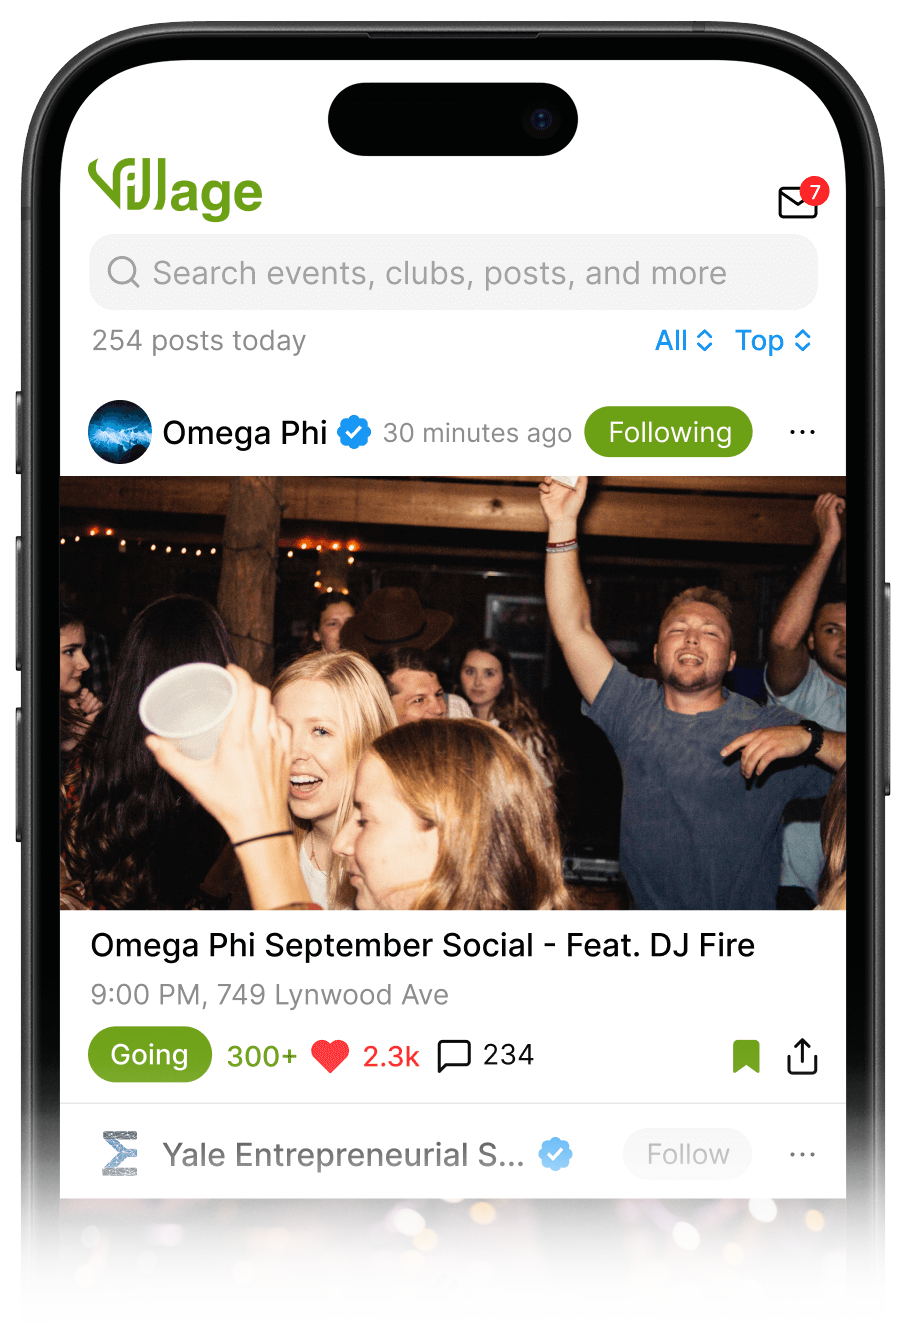 Village
7
Search events, clubs, posts, and more
254 posts today All Top
Omega Phi 30 minutes ago Following ...
Omega Phi September Social - Feat. DJ Fire
9:00 PM, 749 Lynwood Ave
Going 300+ 2.3k 234
Yale Entrepreneurial S... Follow ...